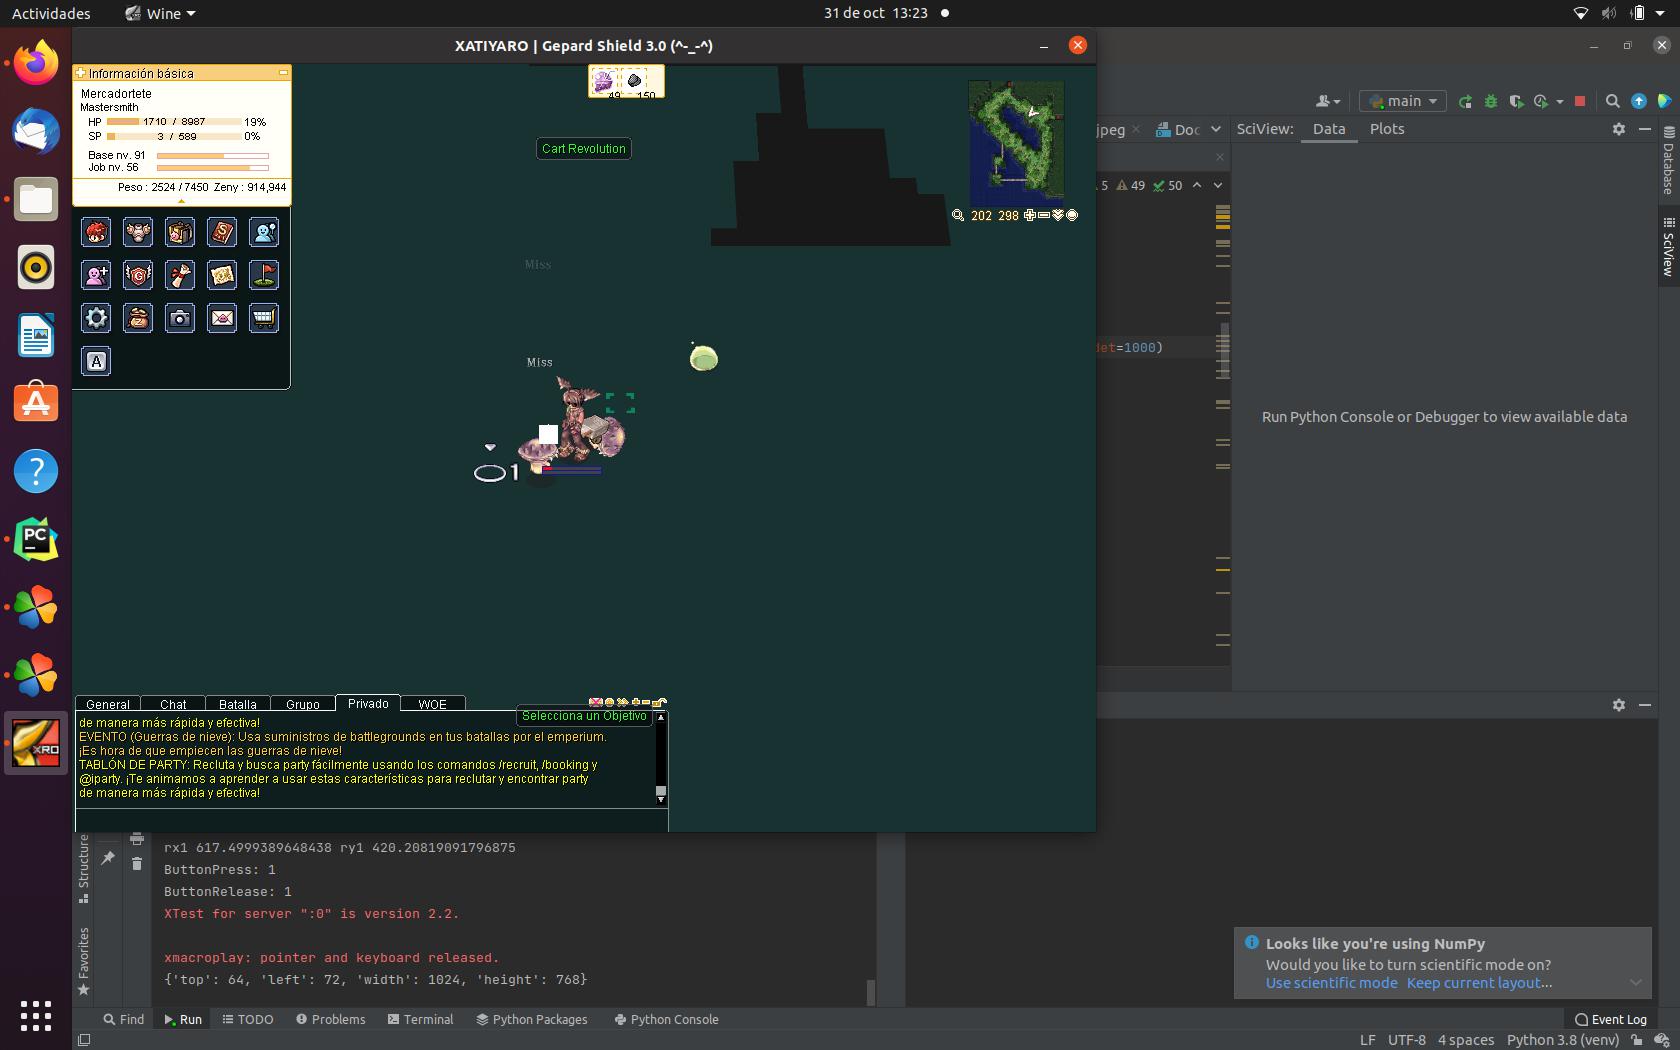 Actividades
Wine
31 de oct 13:23
XATIYARO | Gepard Shield 3.0 (^-_-^)
Información básica
Mercadortete
Mastersmith
HP 1710 / 8987 19%
SP 3 / 589 0%
Base nv. 91
Job nv. 56
Peso : 2524 / 7450 Zeny : 914,944
49 150
Cart Revolution
202 298
Miss
Miss
1
A
General Chat Batalla Grupo Privado WOE
Selecciona un Objetivo
de manera más rápida y efectiva!
EVENTO (Guerras de nieve): Usa suministros de battlegrounds en tus batallas por el emperium.
¡Es hora de que empiecen las guerras de nieve!
TABLÓN DE PARTY: Recluta y busca party fácilmente usando los comandos /recruit, /booking y
@iparty. ¡Te animamos a aprender a usar estas características para reclutar y encontrar party
de manera más rápida y efectiva!
main
jpeg
Doc
SciView: Data Plots
5 49 50
det=1000)
Database
SciView
Run Python Console or Debugger to view available data
PC
XRO
Structure
Favorites
rx1 617.4999389648438 ry1 420.20819091796875
ButtonPress: 1
ButtonRelease: 1
XTest for server ":0" is version 2.2.
xmacroplay: pointer and keyboard released.
{'top': 64, 'left': 72, 'width': 1024, 'height': 768}
Looks like you're using NumPy
Would you like to turn scientific mode on?
Use scientific mode Keep current layout...
Find Run TODO Problems Terminal Python Packages Python Console
Event Log
LF UTF-8 4 spaces Python 3.8 (venv)